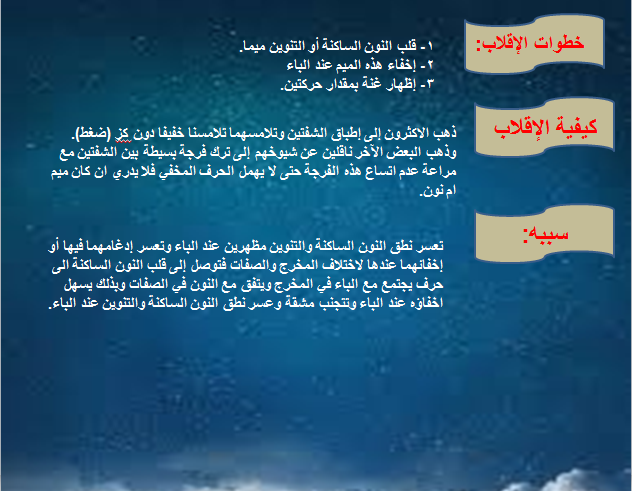 خطوات الإقلاب:
١- قلب النون الساكنة أو التنوين ميما.
٢- إخفاء هذه الميم عند الباء
٣- إظهار غنة بمقدار حركتين.
كيفية الإقلاب
ذهب الأكثرون إلى إطباق الشفتين وتلامسهما تلامسنا خفيفا دون كز (ضغط).
وذهب البعض الآخر ناقلين عن شيوخهم إلى ترك فرجة بسيطة بين الشفتين مع
مراعة عدم اتساع هذه الفرجة حتى لا يهمل الحرف المخفي فلا يدري ان كان ميم
ام نون.
سببه:
تعسر نطق النون الساكنة والتنوين مظهرين عند الباء وتعسر إدغامهما فيها أو
إخفائهما عندها لاختلاف المخرج والصفات فتوصل إلى قلب النون الساكنة الى
حرف يجتمع مع الباء في المخرج ويتفق مع النون في الصفات وبذلك يسهل
اخفاؤه عند الباء وتتجنب مشقة وعسر نطق النون الساكنة والتنوين عند الباء.